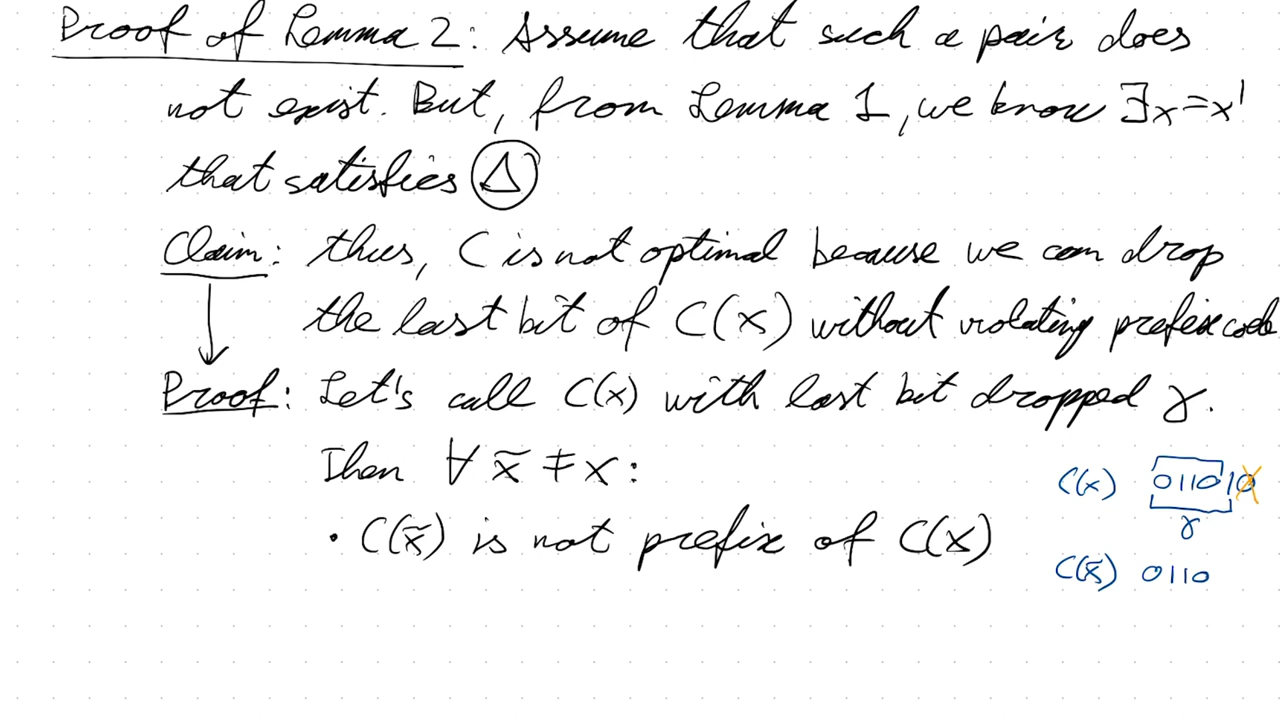 Proof of Lemma 2: Assume that such a pair does
not exist. But, from Lemma 1, we know ∃x=x'
that satisfies Δ
Claim: thus, C is not optimal because we can drop
the last bit of C(x) without violating prefix code
Proof: Let's call C(x) with last bit dropped γ.
Then ∀ x̃ ≠ x:
C(x) 011010
• C(x̃) is not prefix of C(x)
γ
C(x̃) 0110